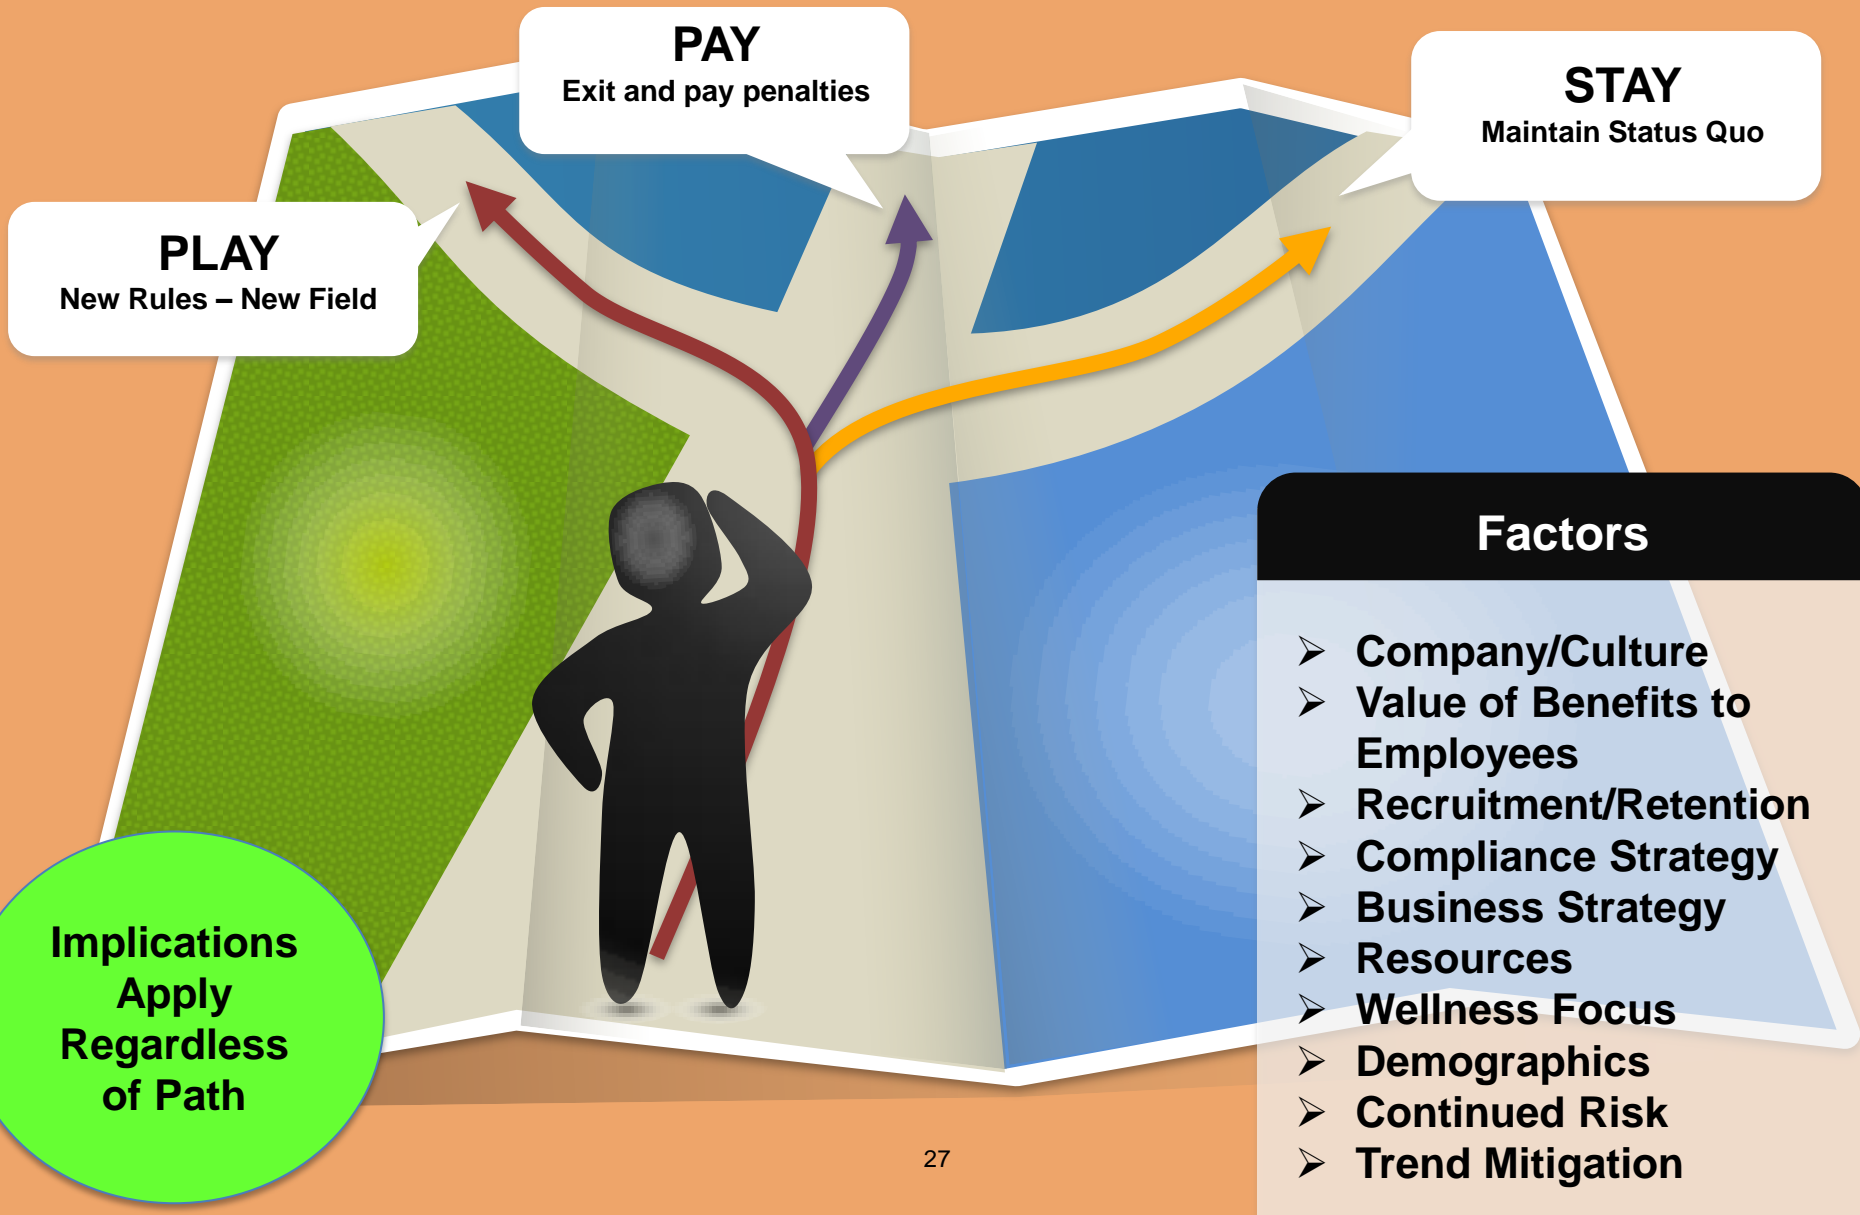 PAY
Exit and pay penalties
STAY
Maintain Status Quo
PLAY
New Rules – New Field
Factors
➢ Company/Culture
➢ Value of Benefits to
Employees
➢ Recruitment/Retention
➢ Compliance Strategy
➢ Business Strategy
➢ Resources
➢ Wellness Focus
➢ Demographics
➢ Continued Risk
➢ Trend Mitigation
Implications
Apply
Regardless
of Path
27